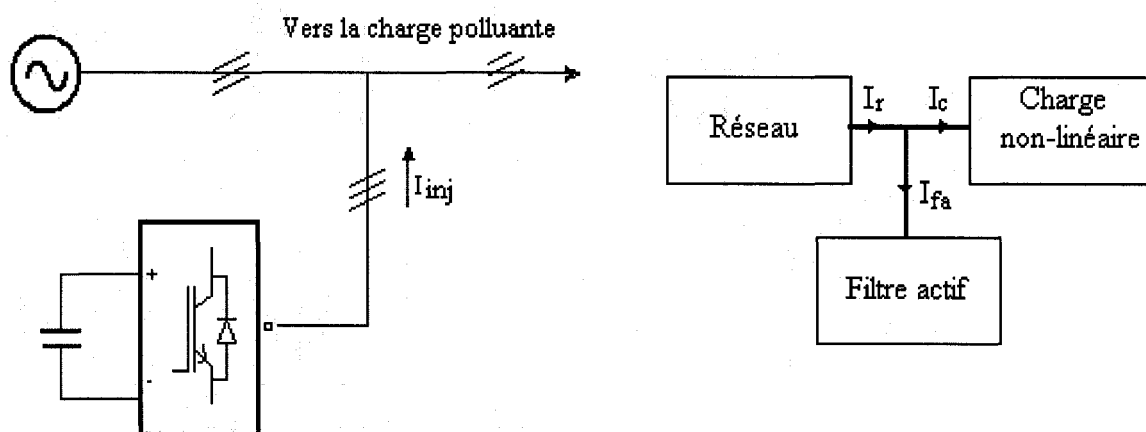 Vers la charge polluante
I_inj
+
-
Réseau
I_r
I_c
Charge
non-linéaire
I_fa
Filtre actif